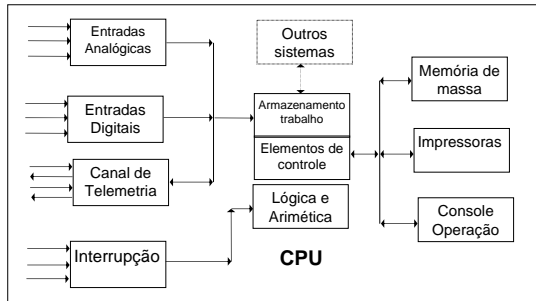 Entradas
Analógicas
Entradas
Digitais
Canal de
Telemetria
Interrupção
Outros
sistemas
Armazenamento
trabalho
Elementos de
controle
Lógica e
Arimética
CPU
Memória de
massa
Impressoras
Console
Operação